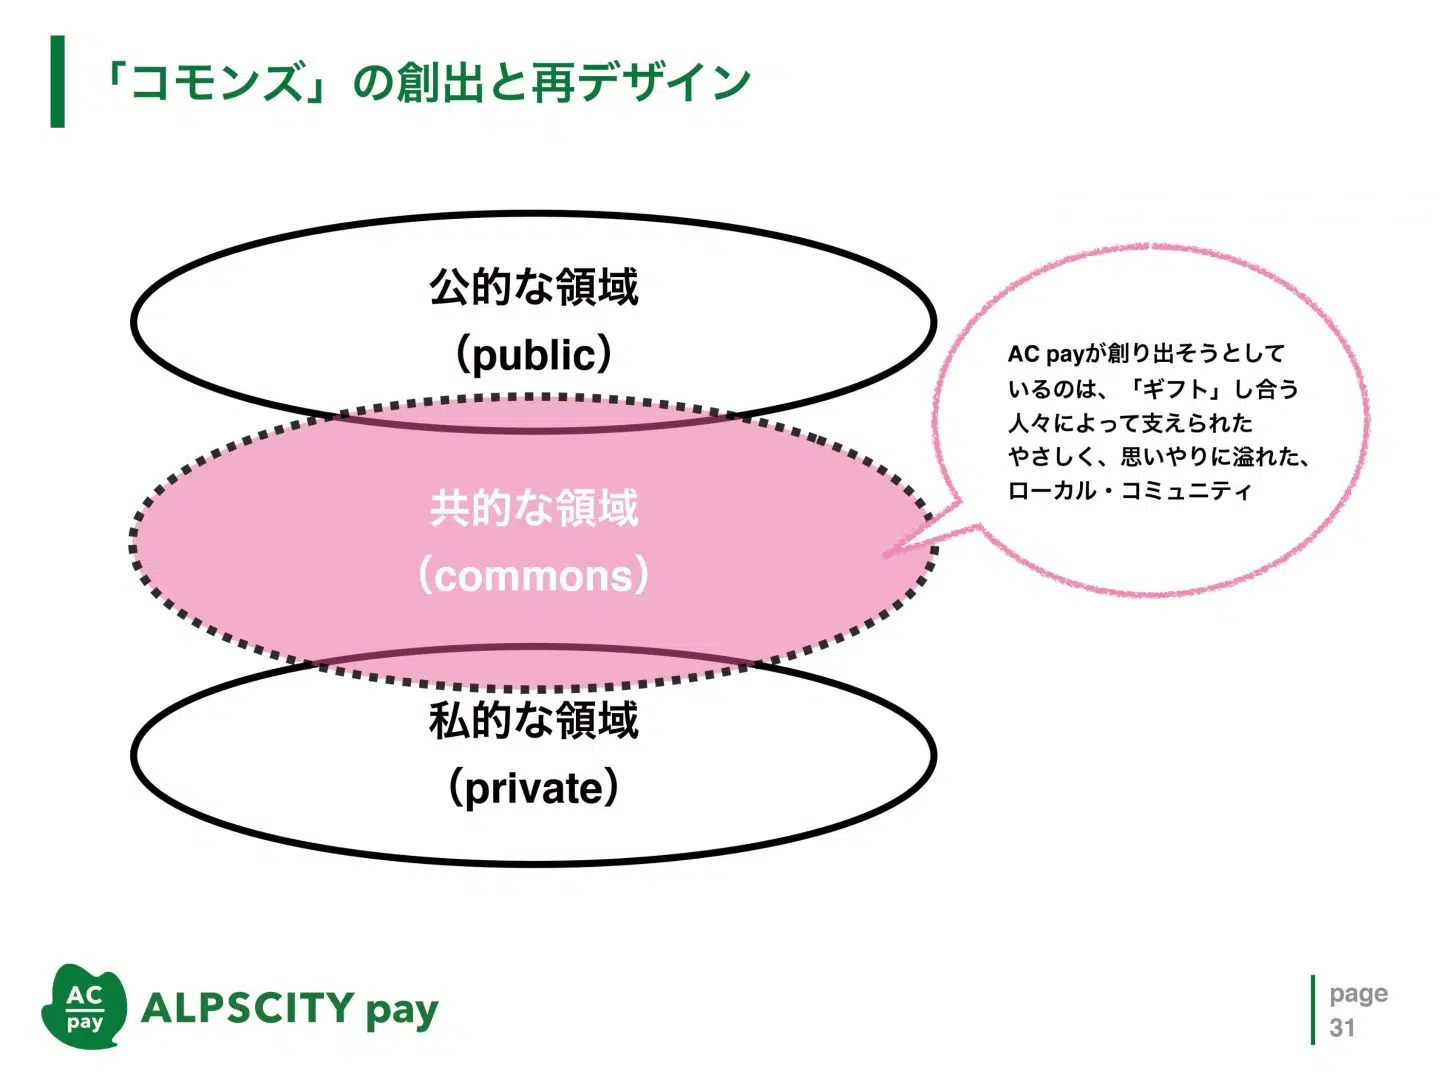 「コモンズ」の創出と再デザイン
公的な領域
（public）
共的な領域
（commons）
私的な領域
（private）
AC payが創り出そうとして
いるのは、「ギフト」し合う
人々によって支えられた
やさしく、思いやりに溢れた、
ローカル・コミュニティ
AC
pay
ALPSCITY pay
page
31